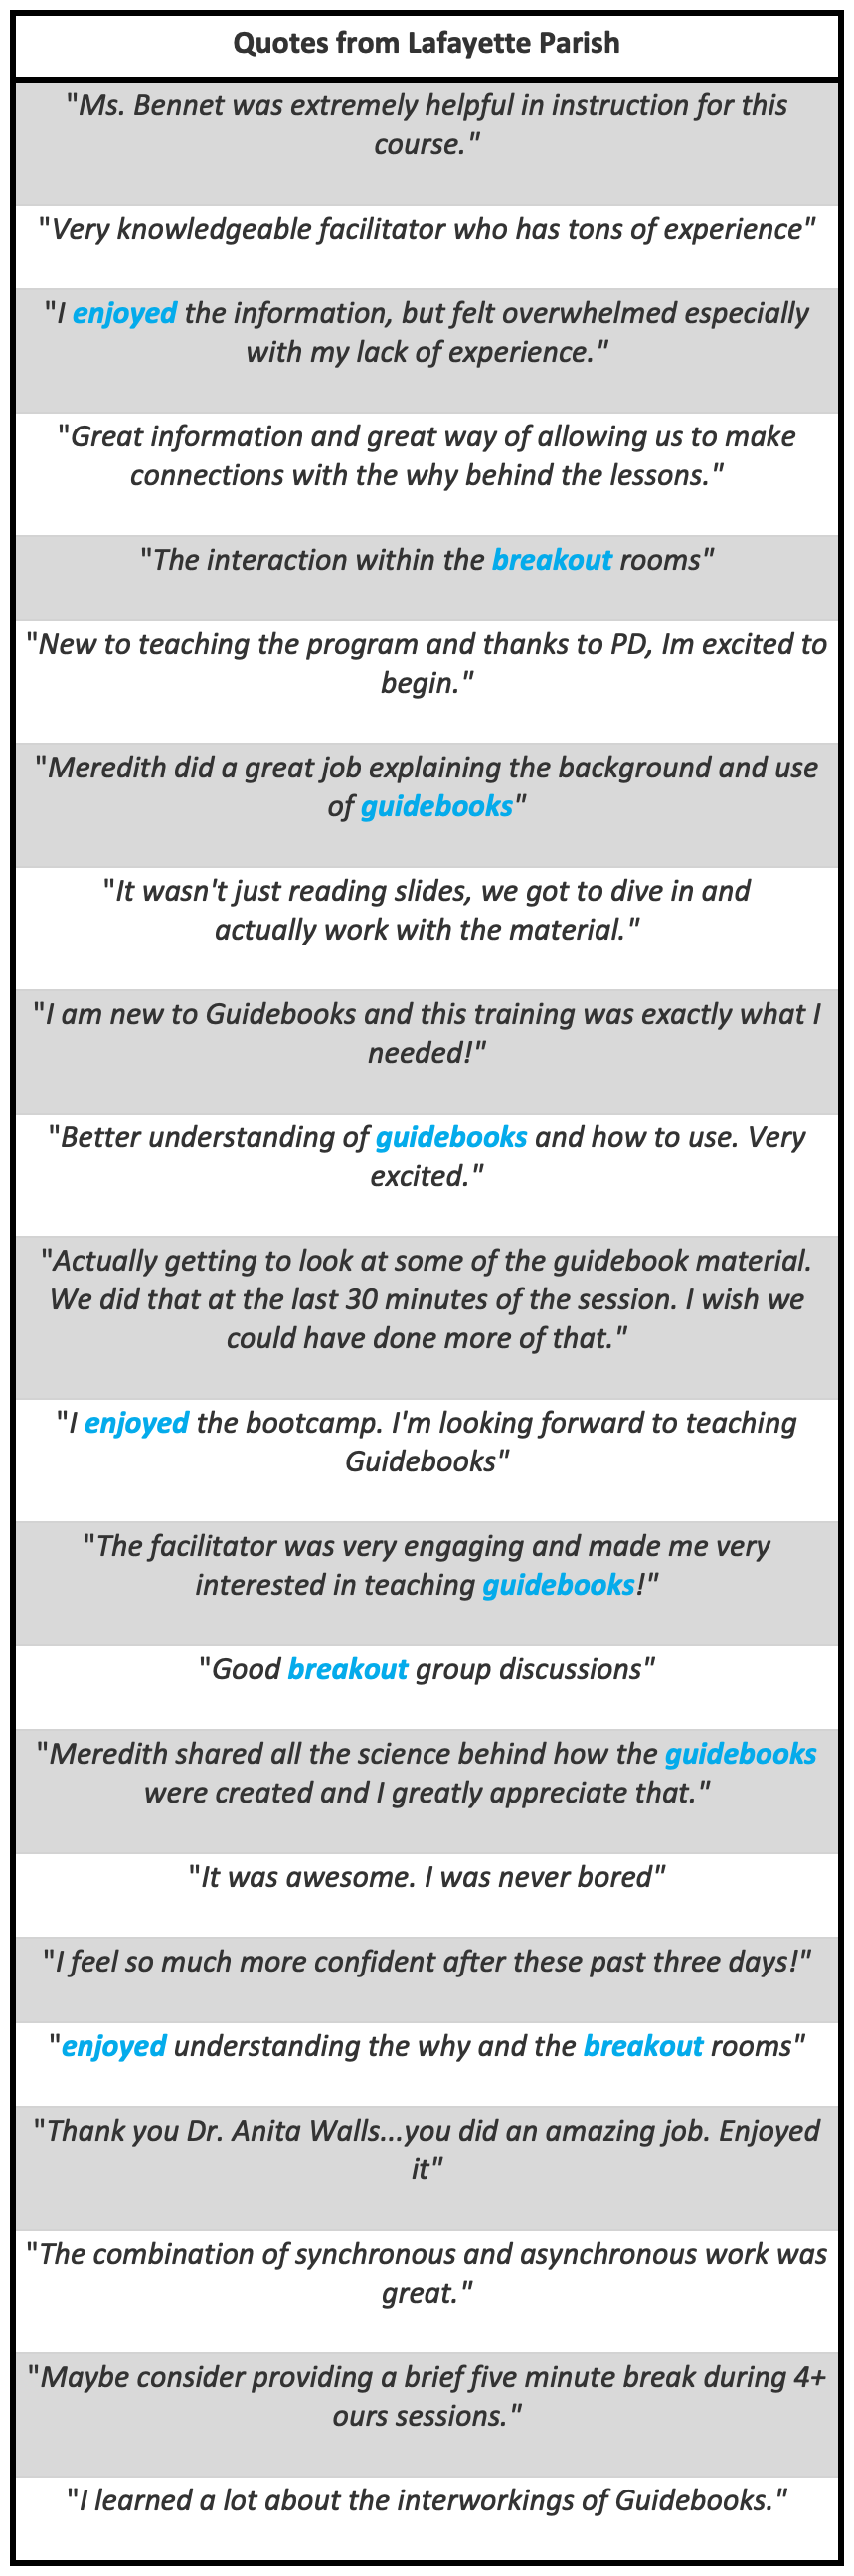 Quotes from Lafayette Parish
"Ms. Bennet was extremely helpful in instruction for this
course."
"Very knowledgeable facilitator who has tons of experience"
"I enjoyed the information, but felt overwhelmed especially
with my lack of experience."
"Great information and great way of allowing us to make
connections with the why behind the lessons."
"The interaction within the breakout rooms"
"New to teaching the program and thanks to PD, Im excited to
begin."
"Meredith did a great job explaining the background and use
of guidebooks"
"It wasn't just reading slides, we got to dive in and
actually work with the material."
"I am new to Guidebooks and this training was exactly what I
needed!"
"Better understanding of guidebooks and how to use. Very
excited."
"Actually getting to look at some of the guidebook material.
We did that at the last 30 minutes of the session. I wish we
could have done more of that."
"I enjoyed the bootcamp. I'm looking forward to teaching
Guidebooks"
"The facilitator was very engaging and made me very
interested in teaching guidebooks!"
"Good breakout group discussions"
"Meredith shared all the science behind how the guidebooks
were created and I greatly appreciate that."
"It was awesome. I was never bored"
"I feel so much more confident after these past three days!"
"enjoyed understanding the why and the breakout rooms"
"Thank you Dr. Anita Walls...you did an amazing job. Enjoyed
it"
"The combination of synchronous and asynchronous work was
great."
"Maybe consider providing a brief five minute break during 4+
ours sessions."
"I learned a lot about the interworkings of Guidebooks."